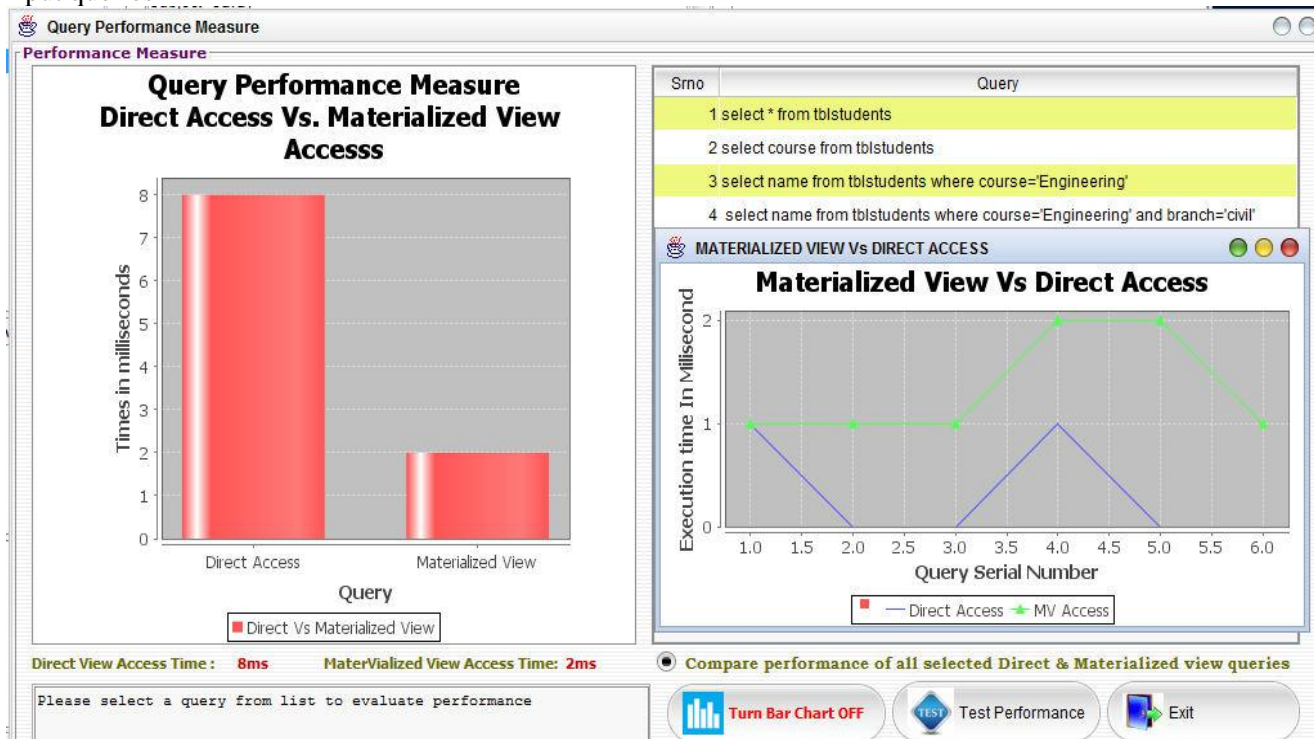 Query Performance Measure
Performance Measure
Query Performance Measure
Direct Access Vs. Materialized View
Accesss
Times in milliseconds
8
7
6
5
4
3
2
1
0
Direct Access
Materialized View
Query
Direct Vs Materialized View
Direct View Access Time : 8ms
MaterVialized View Access Time: 2ms
Please select a query from list to evaluate performance
Srno Query
1 select * from tblstudents
2 select course from tblstudents
3 select name from tblstudents where course='Engineering'
4 select name from tblstudents where course='Engineering' and branch='civil'
MATERIALIZED VIEW Vs DIRECT ACCESS
Materialized View Vs Direct Access
Execution time In Millisecond
2
1
0
1.0 1.5 2.0 2.5 3.0 3.5 4.0 4.5 5.0 5.5 6.0
Query Serial Number
Direct Access MV Access
Compare performance of all selected Direct & Materialized view queries
Turn Bar Chart OFF
TEST
Test Performance
Exit